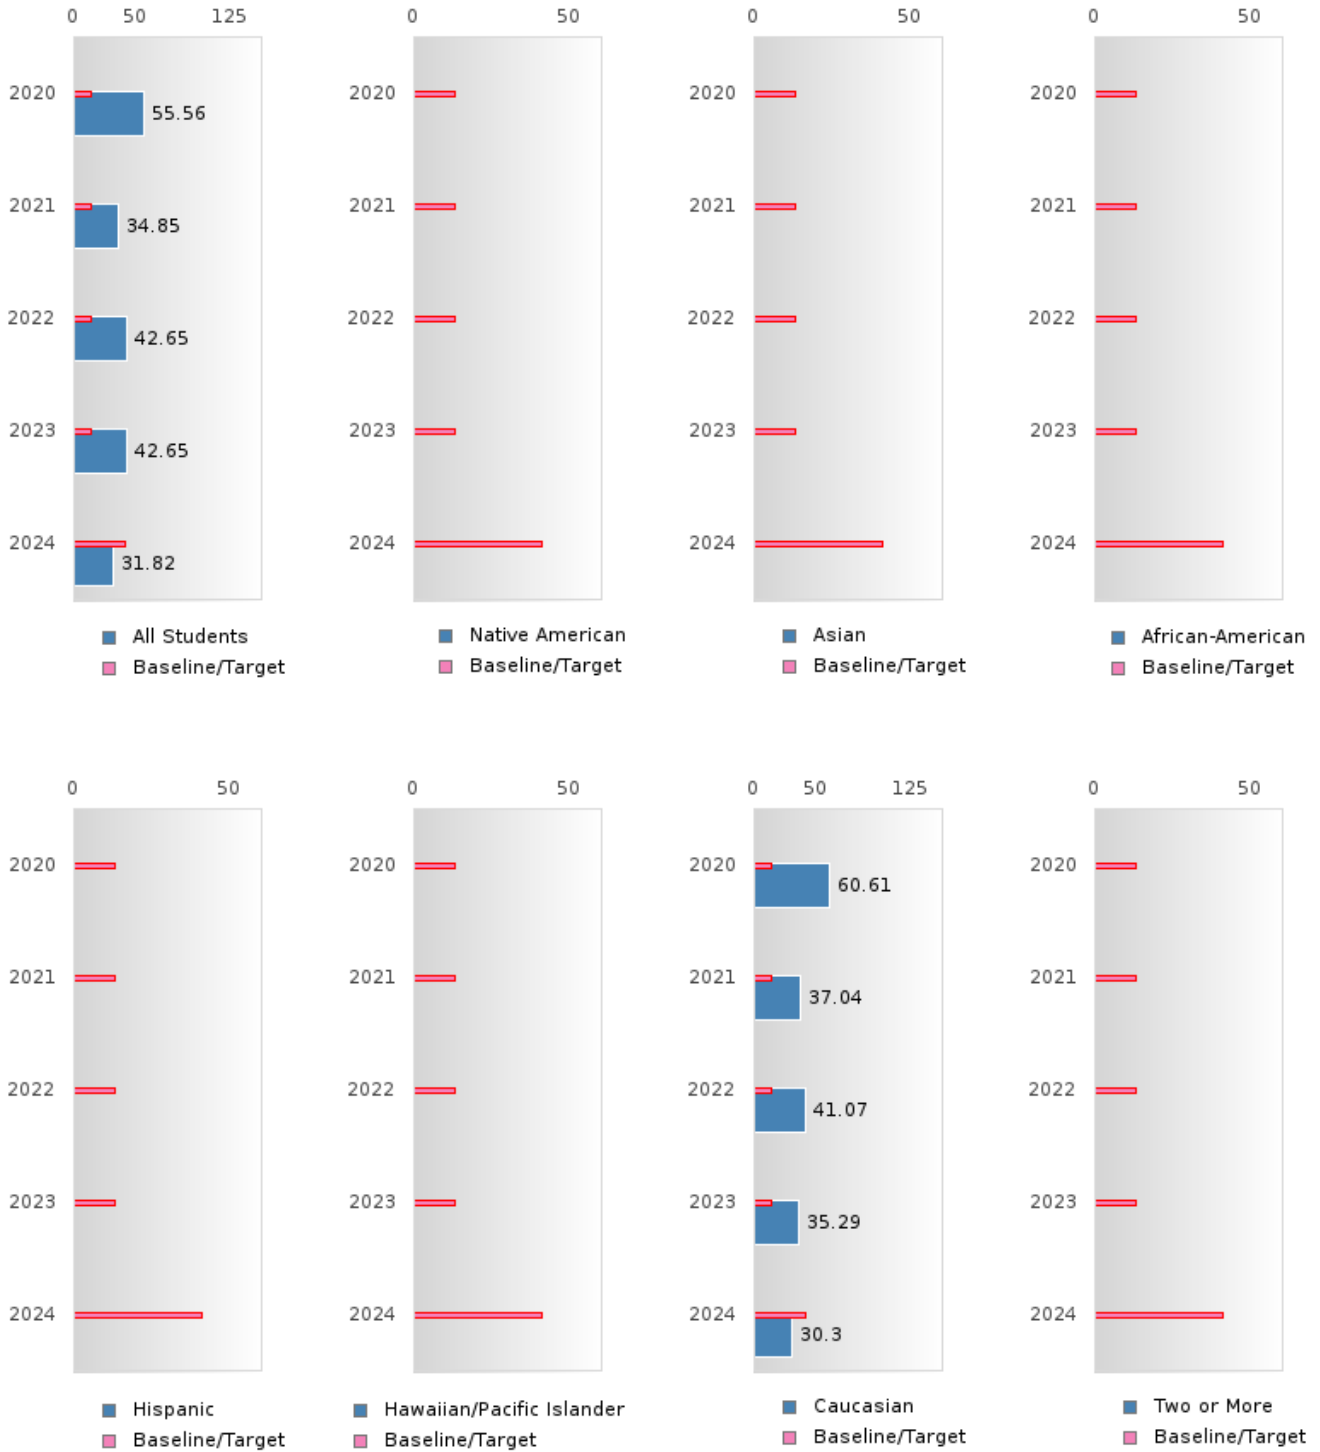 0 50 125
2020 55.56
2021 34.85
2022 42.65
2023 42.65
2024 31.82
All Students
Baseline/Target
0 50
2020
2021
2022
2023
2024
Native American
Baseline/Target
0 50
2020
2021
2022
2023
2024
Asian
Baseline/Target
0 50
2020
2021
2022
2023
2024
African-American
Baseline/Target
0 50
2020
2021
2022
2023
2024
Hispanic
Baseline/Target
0 50
2020
2021
2022
2023
2024
Hawaiian/Pacific Islander
Baseline/Target
0 50 125
2020 60.61
2021 37.04
2022 41.07
2023 35.29
2024 30.3
Caucasian
Baseline/Target
0 50
2020
2021
2022
2023
2024
Two or More
Baseline/Target